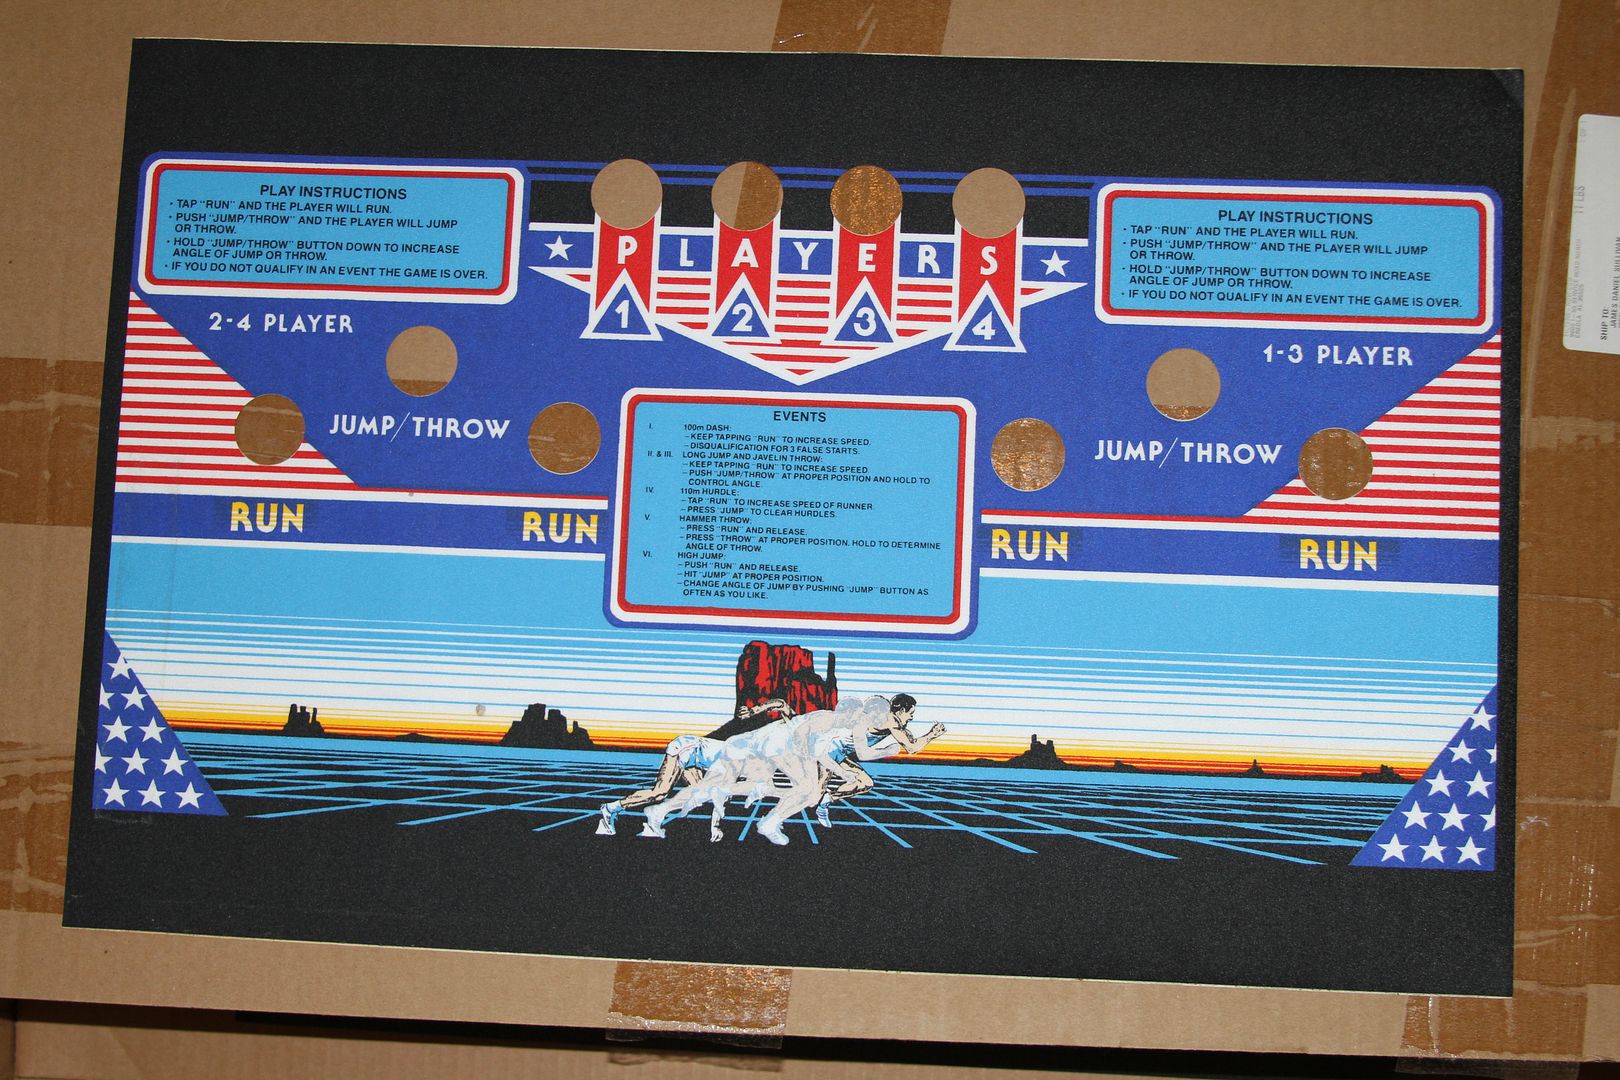 PLAY INSTRUCTIONS
• TAP "RUN" AND THE PLAYER WILL RUN.
• PUSH "JUMP/THROW" AND THE PLAYER WILL JUMP
OR THROW.
• HOLD "JUMP/THROW" BUTTON DOWN TO INCREASE
ANGLE OF JUMP OR THROW.
• IF YOU DO NOT QUALIFY IN AN EVENT THE GAME IS OVER.
PLAYERS
1 2 3 4
PLAY INSTRUCTIONS
• TAP "RUN" AND THE PLAYER WILL RUN.
• PUSH "JUMP/THROW" AND THE PLAYER WILL JUMP
OR THROW.
• HOLD "JUMP/THROW" BUTTON DOWN TO INCREASE
ANGLE OF JUMP OR THROW.
• IF YOU DO NOT QUALIFY IN AN EVENT THE GAME IS OVER.
2-4 PLAYER
JUMP/THROW
RUN
RUN
EVENTS
I. 100m DASH:
– KEEP TAPPING "RUN" TO INCREASE SPEED.
– DISQUALIFICATION FOR 3 FALSE STARTS.
II. & III. LONG JUMP AND JAVELIN THROW:
– KEEP TAPPING "RUN" TO INCREASE SPEED.
– PUSH "JUMP/THROW" AT PROPER POSITION AND HOLD TO
CONTROL ANGLE.
IV. 110m HURDLE:
– TAP "RUN" TO INCREASE SPEED OF RUNNER.
– PRESS "JUMP" TO CLEAR HURDLES.
V. HAMMER THROW:
– PRESS "RUN" AND RELEASE.
– PRESS "THROW" AT PROPER POSITION. HOLD TO DETERMINE
ANGLE OF THROW.
VI. HIGH JUMP:
– PUSH "RUN" AND RELEASE.
– HIT "JUMP" AT PROPER POSITION.
– CHANGE ANGLE OF JUMP BY PUSHING "JUMP" BUTTON AS
OFTEN AS YOU LIKE.
1-3 PLAYER
JUMP/THROW
RUN
RUN
11 LBS
1 OF 1
SHIP TO:
JAMES DANIEL SULLIVAN